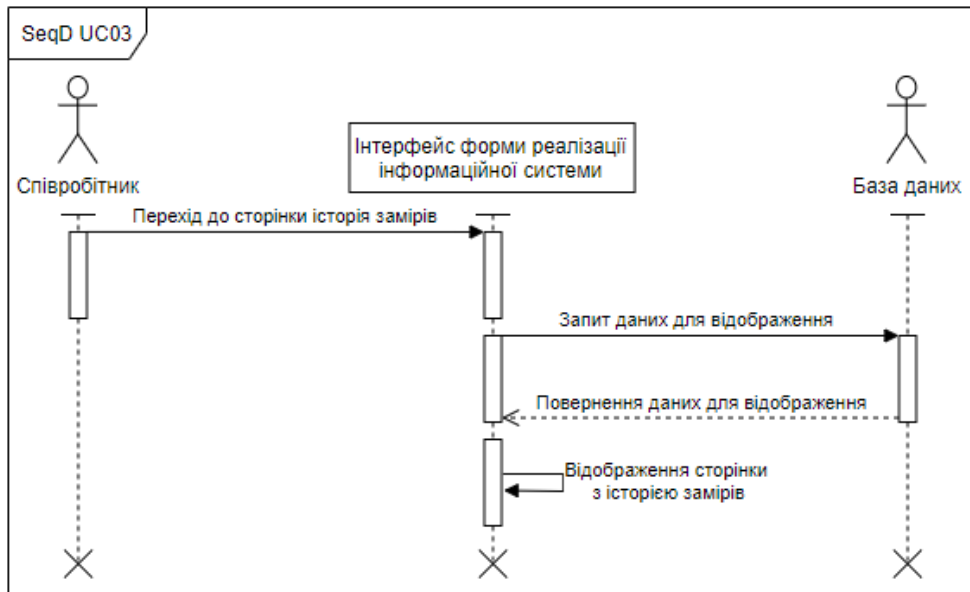 SeqD UC03
Співробітник
Інтерфейс форми реалізації
інформаційної системи
База даних
Перехід до сторінки історія замірів
Запит даних для відображення
Повернення даних для відображення
Відображення сторінки
з історією замірів